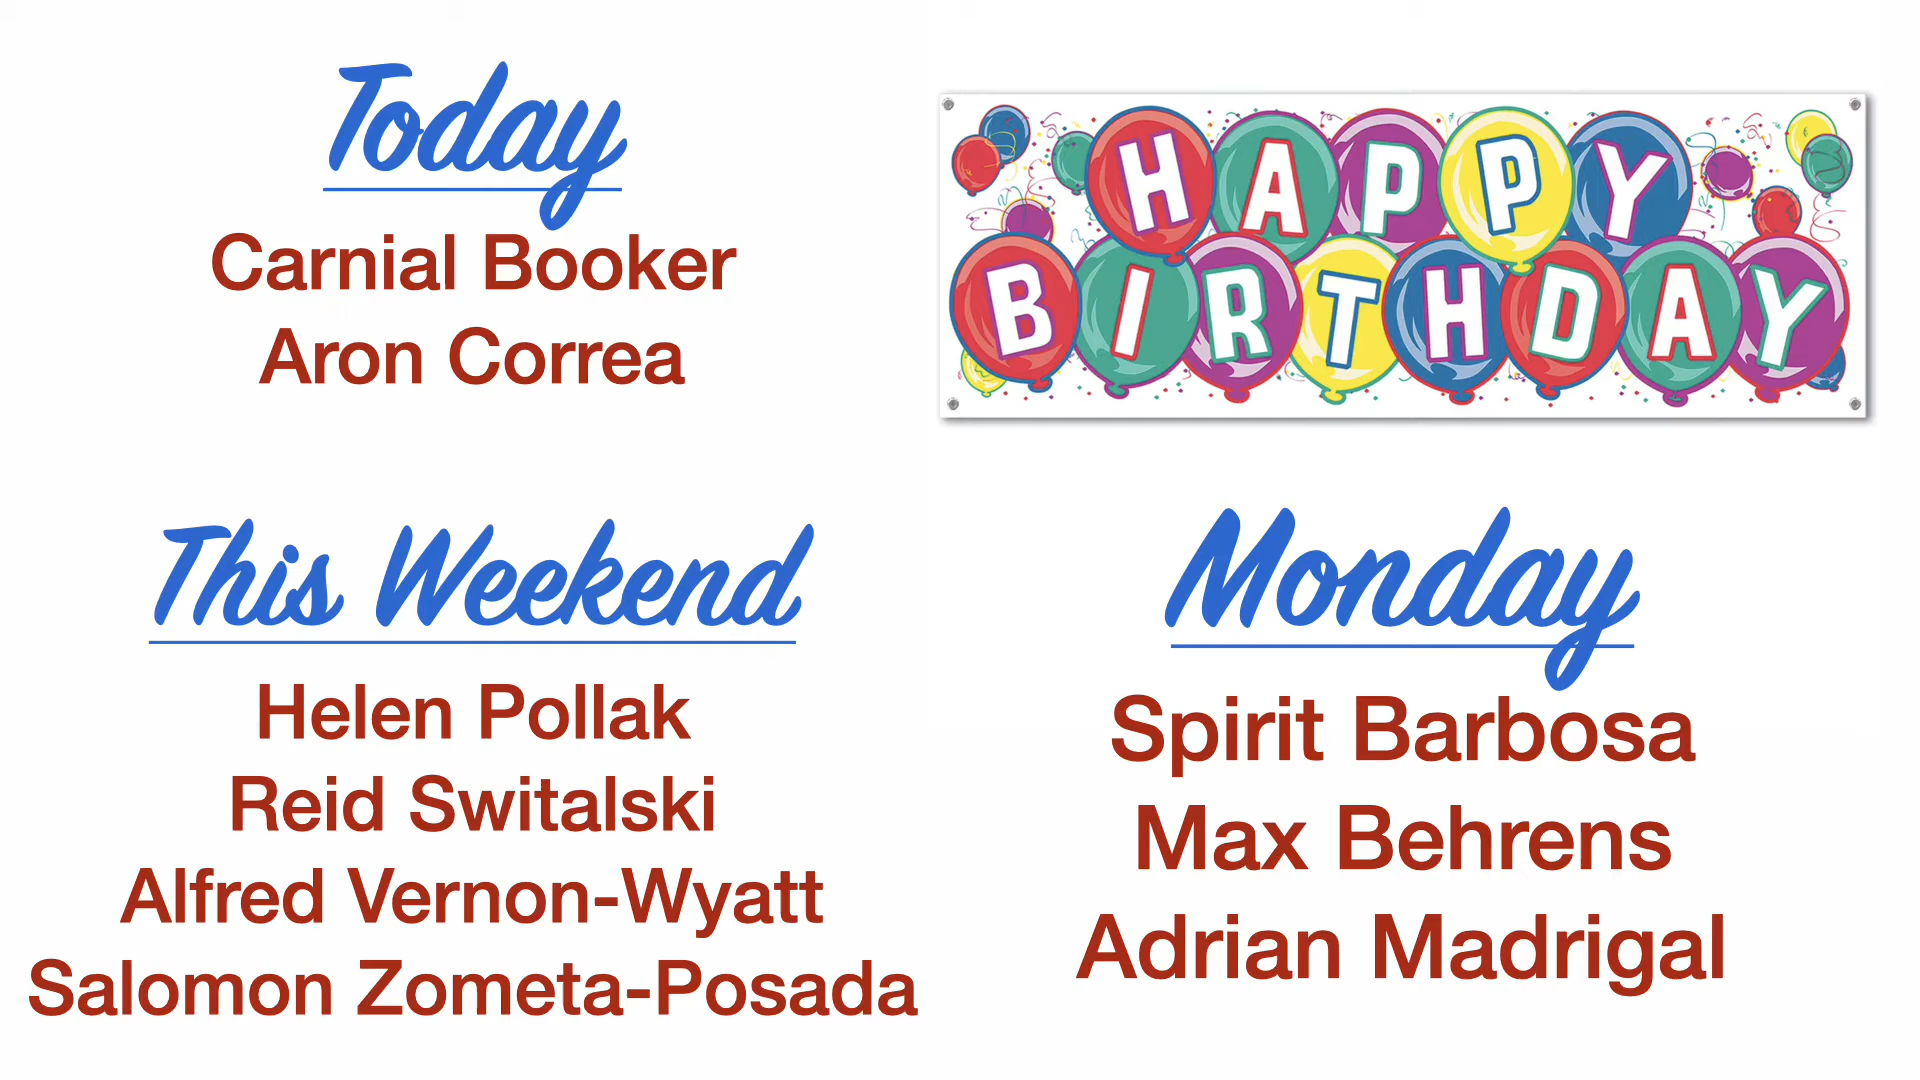 Today
Carnial Booker
Aron Correa
HAPPY
BIRTHDAY
This Weekend
Helen Pollak
Reid Switalski
Alfred Vernon-Wyatt
Salomon Zometa-Posada
Monday
Spirit Barbosa
Max Behrens
Adrian Madrigal